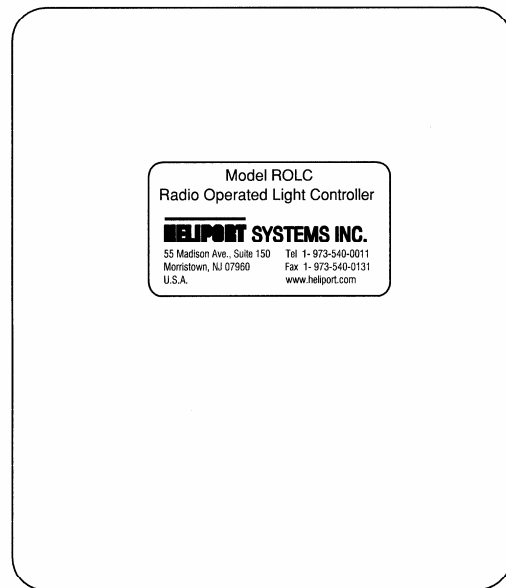 Model ROLC
Radio Operated Light Controller
HELIPORT SYSTEMS INC.
55 Madison Ave., Suite 150 Tel 1- 973-540-0011
Morristown, NJ 07960 Fax 1- 973-540-0131
U.S.A. www.heliport.com